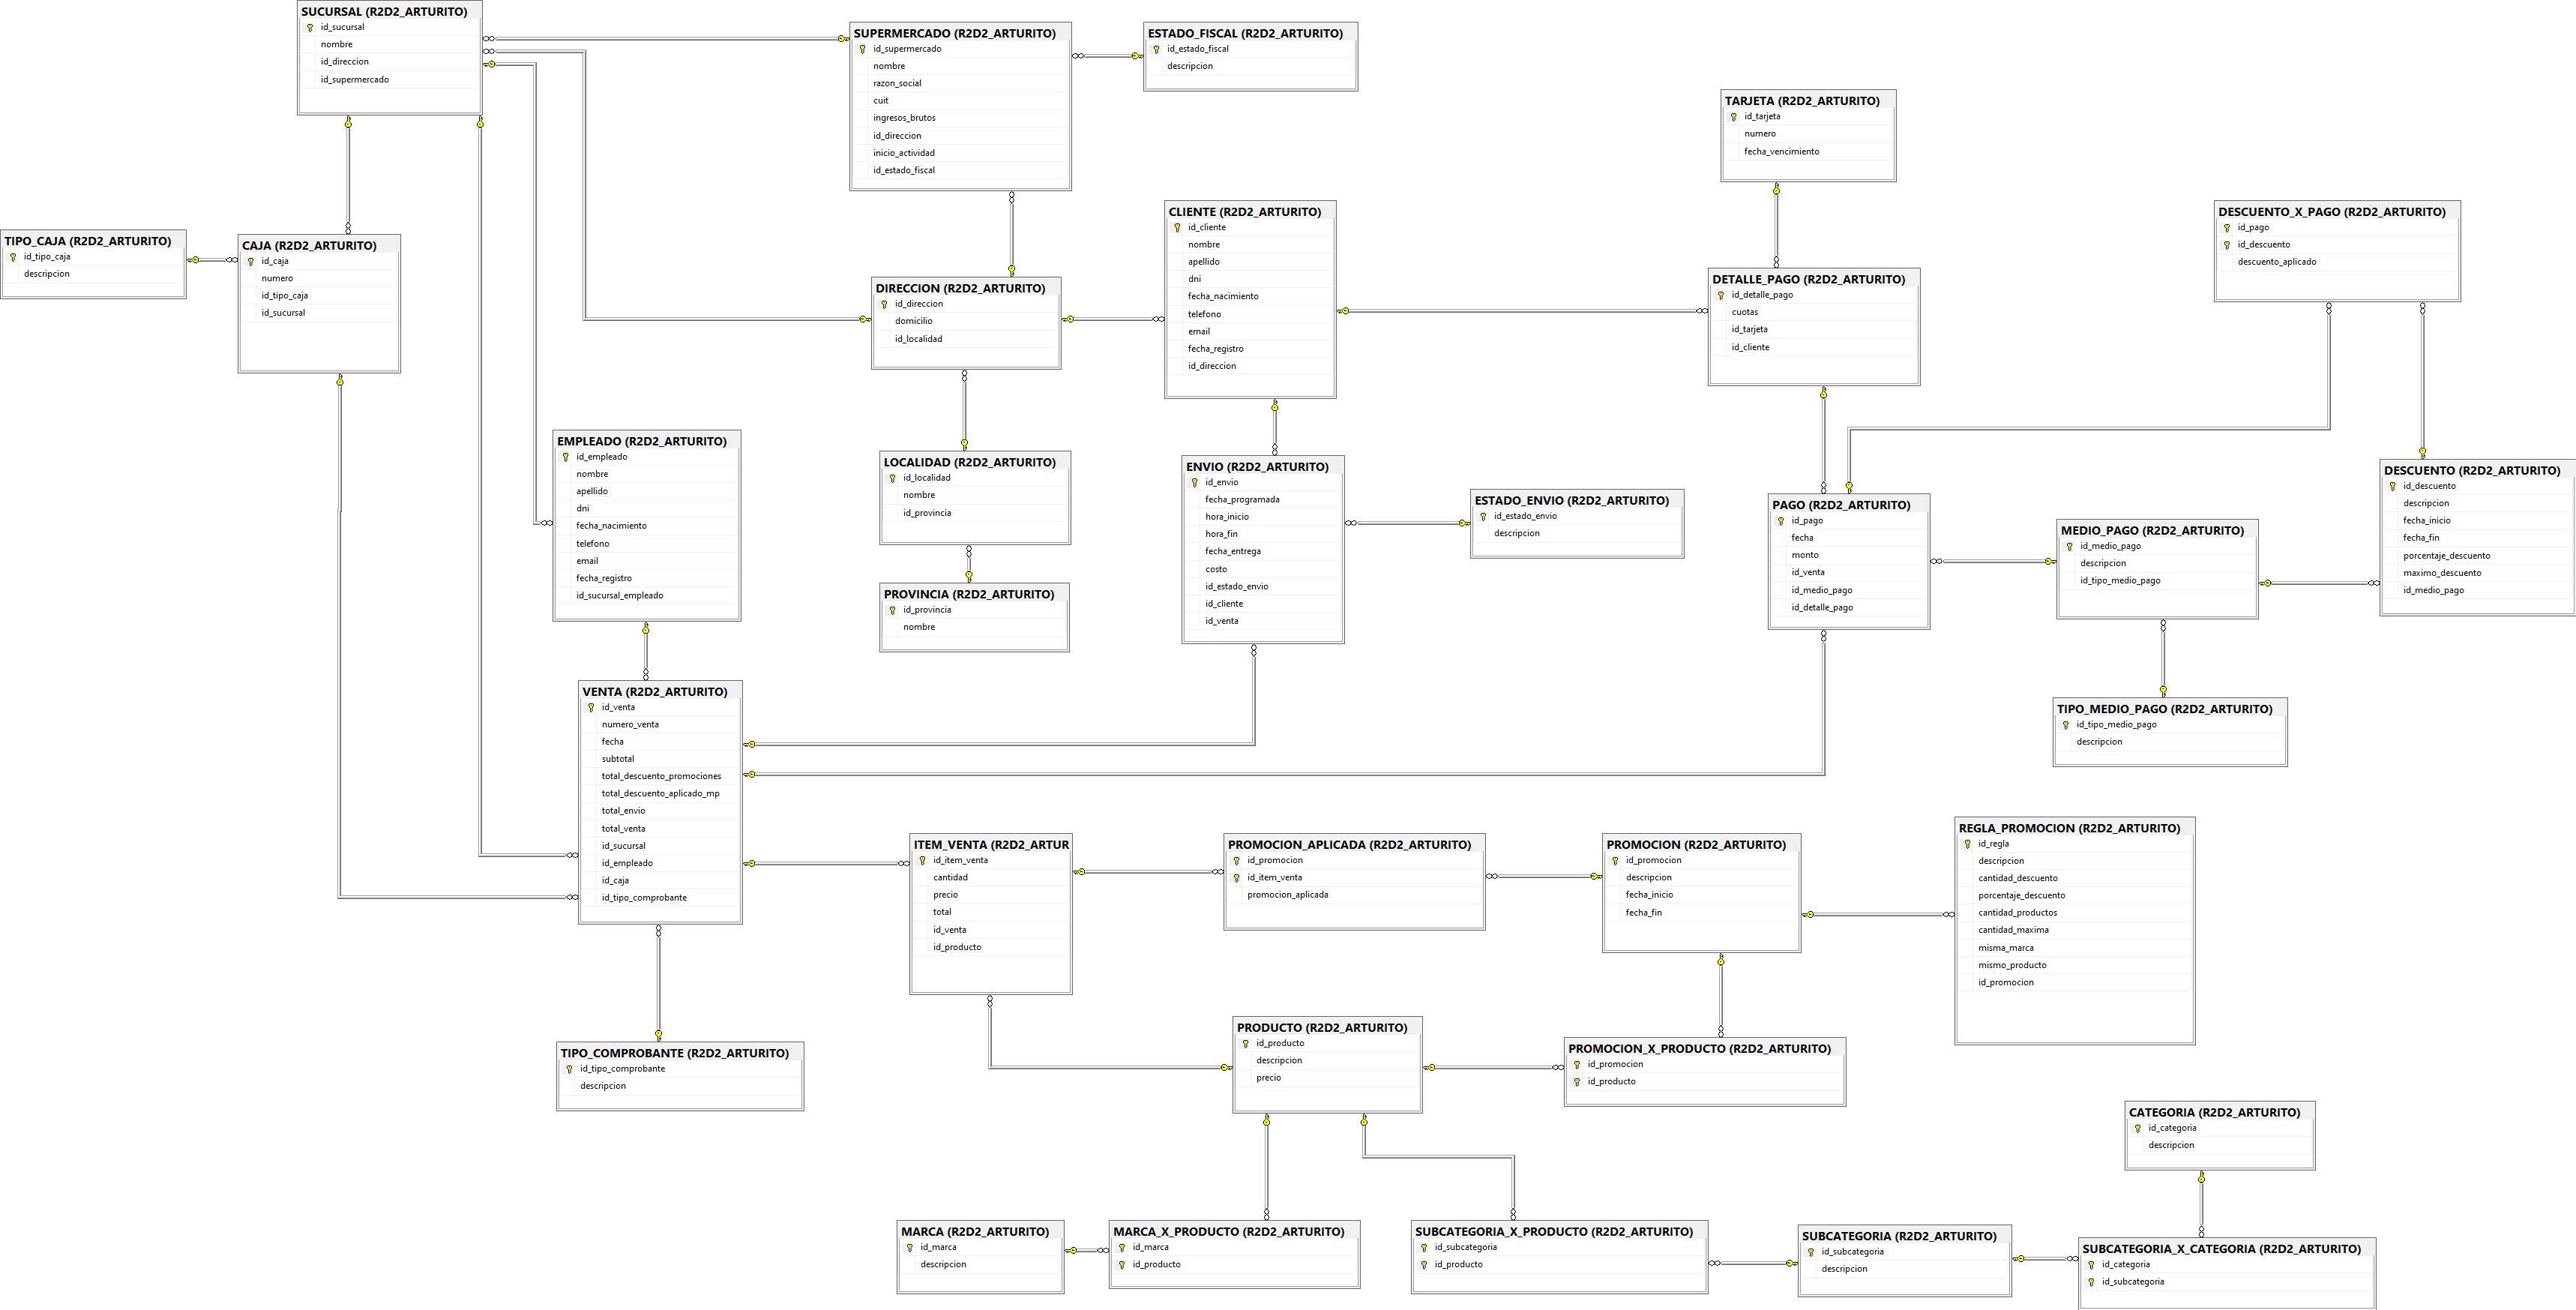 SUCURSAL (R2D2_ARTURITO)
id_sucursal
nombre
id_direccion
id_supermercado
SUPERMERCADO (R2D2_ARTURITO)
id_supermercado
nombre
razon_social
cuit
ingresos_brutos
id_direccion
inicio_actividad
id_estado_fiscal
ESTADO_FISCAL (R2D2_ARTURITO)
id_estado_fiscal
descripcion
TARJETA (R2D2_ARTURITO)
id_tarjeta
numero
fecha_vencimiento
TIPO_CAJA (R2D2_ARTURITO)
id_tipo_caja
descripcion
CAJA (R2D2_ARTURITO)
id_caja
numero
id_tipo_caja
id_sucursal
CLIENTE (R2D2_ARTURITO)
id_cliente
nombre
apellido
dni
fecha_nacimiento
telefono
email
fecha_registro
id_direccion
DESCUENTO_X_PAGO (R2D2_ARTURITO)
id_pago
id_descuento
descuento_aplicado
DIRECCION (R2D2_ARTURITO)
id_direccion
domicilio
id_localidad
DETALLE_PAGO (R2D2_ARTURITO)
id_detalle_pago
cuotas
id_tarjeta
id_cliente
EMPLEADO (R2D2_ARTURITO)
id_empleado
nombre
apellido
dni
fecha_nacimiento
telefono
email
fecha_registro
id_sucursal_empleado
LOCALIDAD (R2D2_ARTURITO)
id_localidad
nombre
id_provincia
ENVIO (R2D2_ARTURITO)
id_envio
fecha_programada
hora_inicio
hora_fin
fecha_entrega
costo
id_estado_envio
id_cliente
id_venta
ESTADO_ENVIO (R2D2_ARTURITO)
id_estado_envio
descripcion
PAGO (R2D2_ARTURITO)
id_pago
fecha
monto
id_venta
id_medio_pago
id_detalle_pago
MEDIO_PAGO (R2D2_ARTURITO)
id_medio_pago
descripcion
id_tipo_medio_pago
DESCUENTO (R2D2_ARTURITO)
id_descuento
descripcion
fecha_inicio
fecha_fin
porcentaje_descuento
maximo_descuento
id_medio_pago
PROVINCIA (R2D2_ARTURITO)
id_provincia
nombre
VENTA (R2D2_ARTURITO)
id_venta
numero_venta
fecha
subtotal
total_descuento_promociones
total_descuento_aplicado_mp
total_envio
total_venta
id_sucursal
id_empleado
id_caja
id_tipo_comprobante
TIPO_MEDIO_PAGO (R2D2_ARTURITO)
id_tipo_medio_pago
descripcion
ITEM_VENTA (R2D2_ARTUR
id_item_venta
cantidad
precio
total
id_venta
id_producto
PROMOCION_APLICADA (R2D2_ARTURITO)
id_promocion
id_item_venta
promocion_aplicada
PROMOCION (R2D2_ARTURITO)
id_promocion
descripcion
fecha_inicio
fecha_fin
REGLA_PROMOCION (R2D2_ARTURITO)
id_regla
descripcion
cantidad_descuento
porcentaje_descuento
cantidad_productos
cantidad_maxima
misma_marca
mismo_producto
id_promocion
TIPO_COMPROBANTE (R2D2_ARTURITO)
id_tipo_comprobante
descripcion
PRODUCTO (R2D2_ARTURITO)
id_producto
descripcion
precio
PROMOCION_X_PRODUCTO (R2D2_ARTURITO)
id_promocion
id_producto
CATEGORIA (R2D2_ARTURITO)
id_categoria
descripcion
MARCA (R2D2_ARTURITO)
id_marca
descripcion
MARCA_X_PRODUCTO (R2D2_ARTURITO)
id_marca
id_producto
SUBCATEGORIA_X_PRODUCTO (R2D2_ARTURITO)
id_subcategoria
id_producto
SUBCATEGORIA (R2D2_ARTURITO)
id_subcategoria
descripcion
SUBCATEGORIA_X_CATEGORIA (R2D2_ARTURITO)
id_categoria
id_subcategoria